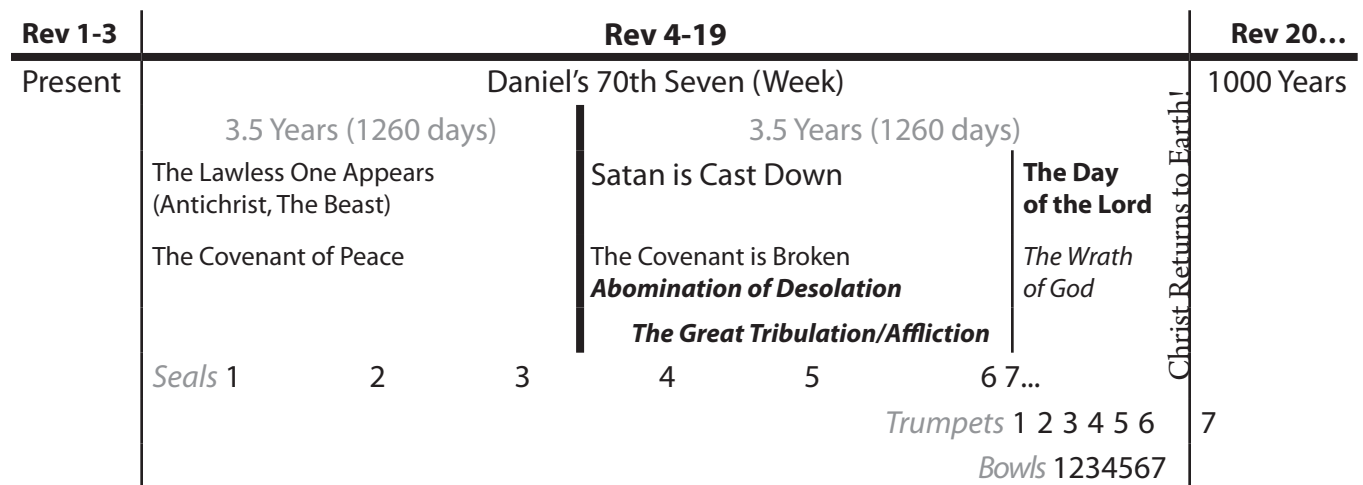 Rev 1-3 Rev 4-19 Rev 20…
Present Daniel’s 70th Seven (Week) 1000 Years
3.5 Years (1260 days) 3.5 Years (1260 days)
The Lawless One Appears
(Antichrist, The Beast)
The Covenant of Peace
Satan is Cast Down
The Covenant is Broken
Abomination of Desolation
The Great Tribulation/Affliction
The Day
of the Lord
The Wrath
of God
Christ Returns to Earth!
Seals 1 2 3 4 5 6 7...
Trumpets 1 2 3 4 5 6 7
Bowls 1234567